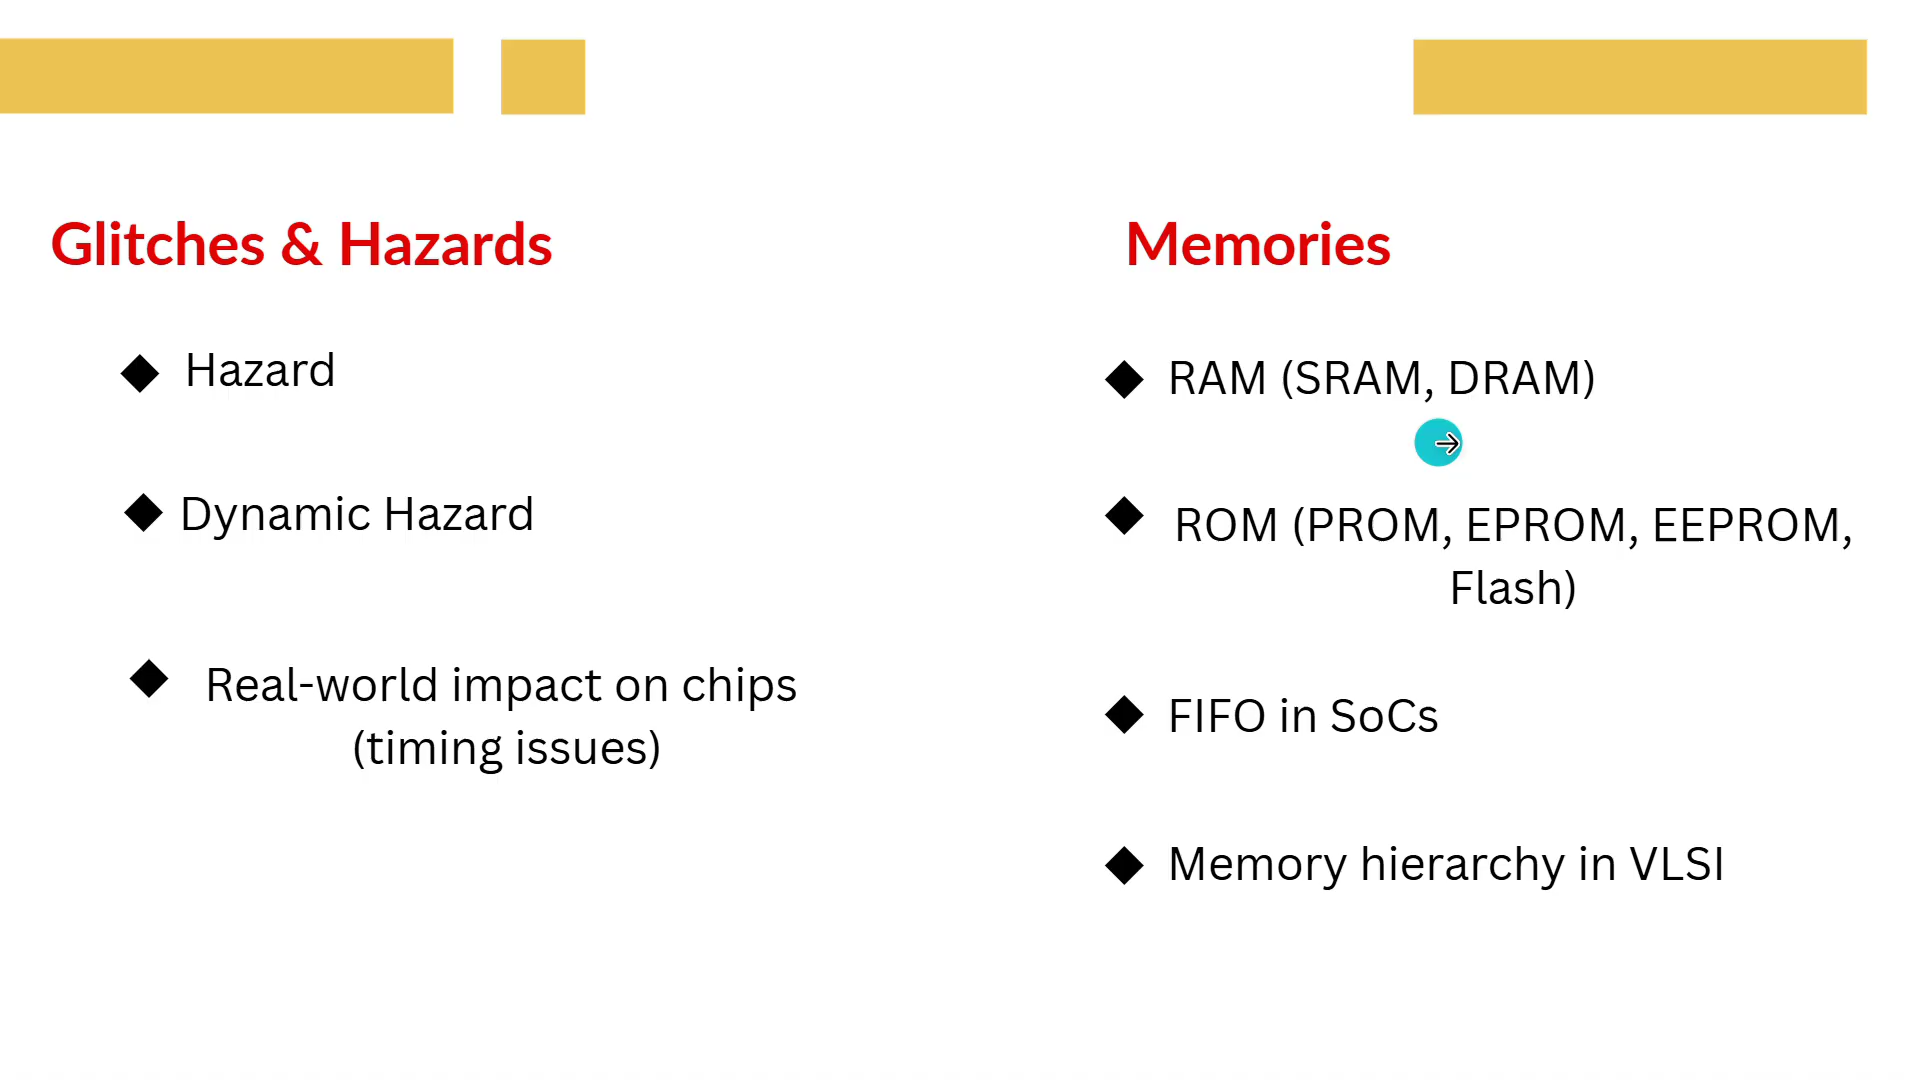 Glitches & Hazards
Hazard
Dynamic Hazard
Real-world impact on chips
(timing issues)
Memories
RAM (SRAM, DRAM)
ROM (PROM, EPROM, EEPROM,
Flash)
FIFO in SoCs
Memory hierarchy in VLSI